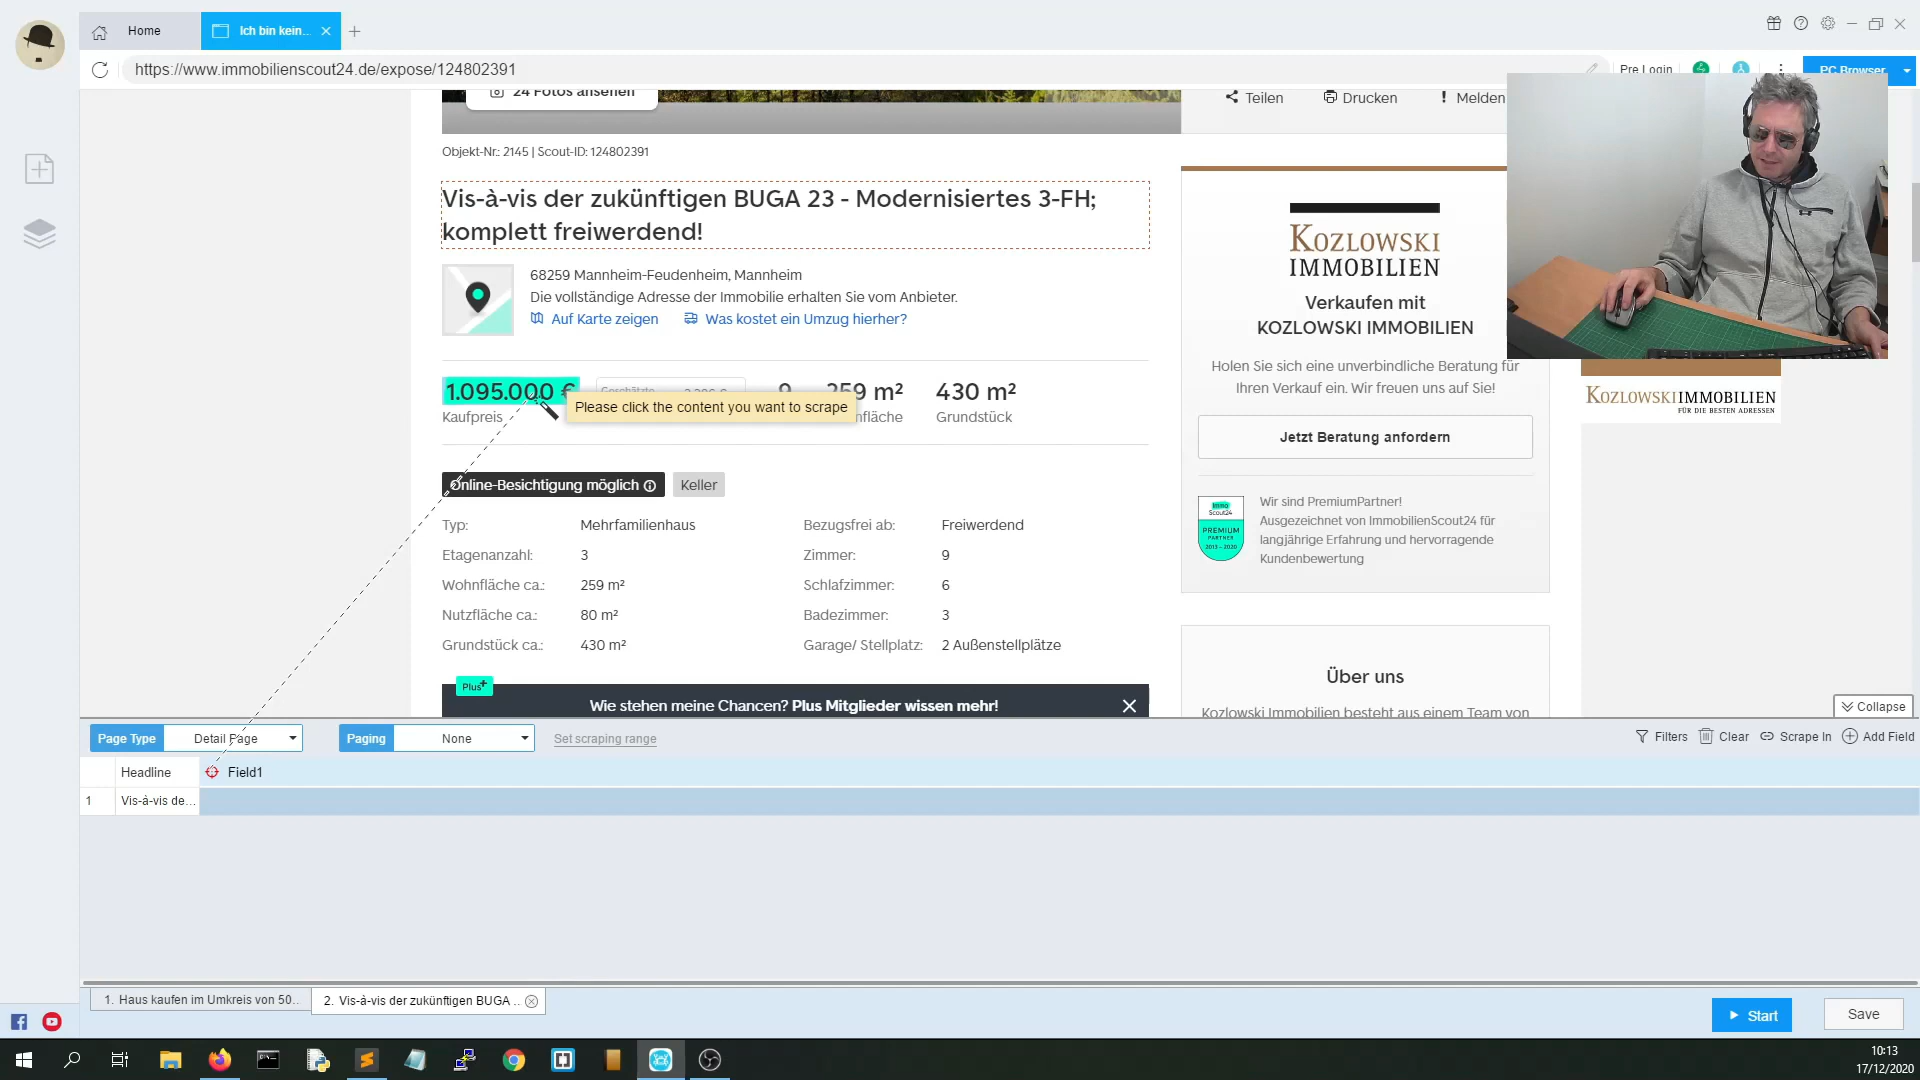 Home
Ich bin kein...
https://www.immobilienscout24.de/expose/124802391
Pre Login
PC Browser
24 Fotos ansehen
Teilen
Drucken
Melden
Objekt-Nr.: 2145 | Scout-ID: 124802391
Vis-à-vis der zukünftigen BUGA 23 - Modernisiertes 3-FH;
komplett freiwerdend!
68259 Mannheim-Feudenheim, Mannheim
Die vollständige Adresse der Immobilie erhalten Sie vom Anbieter.
Auf Karte zeigen
Was kostet ein Umzug hierher?
1.095.000 €
Kaufpreis
9
259 m²
430 m²
Grundstück
Please click the content you want to scrape
Online-Besichtigung möglich
Keller
Typ: Mehrfamilienhaus
Bezugsfrei ab: Freiwerdend
Etagenanzahl: 3
Zimmer: 9
Wohnfläche ca.: 259 m²
Schlafzimmer: 6
Nutzfläche ca.: 80 m²
Badezimmer: 3
Grundstück ca.: 430 m²
Garage/ Stellplatz: 2 Außenstellplätze
Plus+
Wie stehen meine Chancen? Plus Mitglieder wissen mehr!
KOZLOWSKI
IMMOBILIEN
Verkaufen mit
KOZLOWSKI IMMOBILIEN
Holen Sie sich eine unverbindliche Beratung für
Ihren Verkauf ein. Wir freuen uns auf Sie!
Jetzt Beratung anfordern
Immo
Scout24
PREMIUM
PARTNER
2013 - 2020
Wir sind PremiumPartner!
Ausgezeichnet von ImmobilienScout24 für
langjährige Erfahrung und hervorragende
Kundenbewertung
Über uns
Kozlowski Immobilien besteht aus einem Team von
KOZLOWSKIIMMOBILIEN
FÜR DIE BESTEN ADRESSEN
Collapse
Page Type
Detail Page
Paging
None
Set scraping range
Filters
Clear
Scrape In
Add Field
Headline
Field1
1
Vis-à-vis de...
1. Haus kaufen im Umkreis von 50..
2. Vis-à-vis der zukünftigen BUGA ..
Start
Save
10:13
17/12/2020